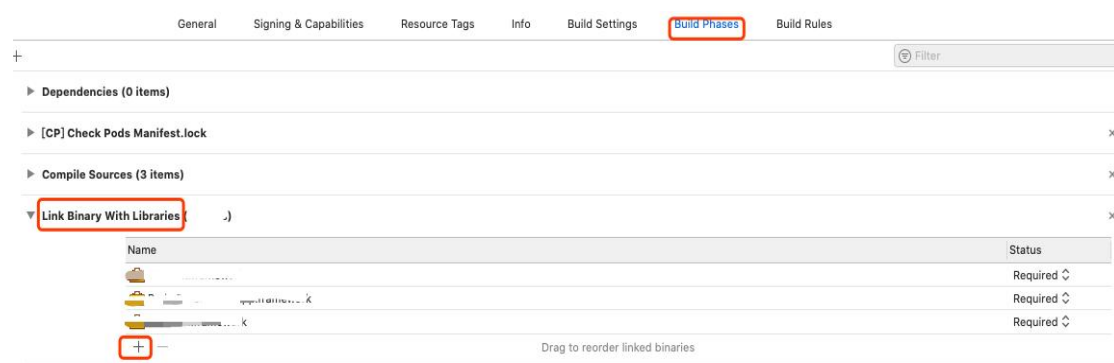 General Signing & Capabilities Resource Tags Info Build Settings Build Phases Build Rules
+ Filter
Dependencies (0 items)
[CP] Check Pods Manifest.lock
Compile Sources (3 items)
Link Binary With Libraries
Name Status
Required
Required
Required
+ — Drag to reorder linked binaries